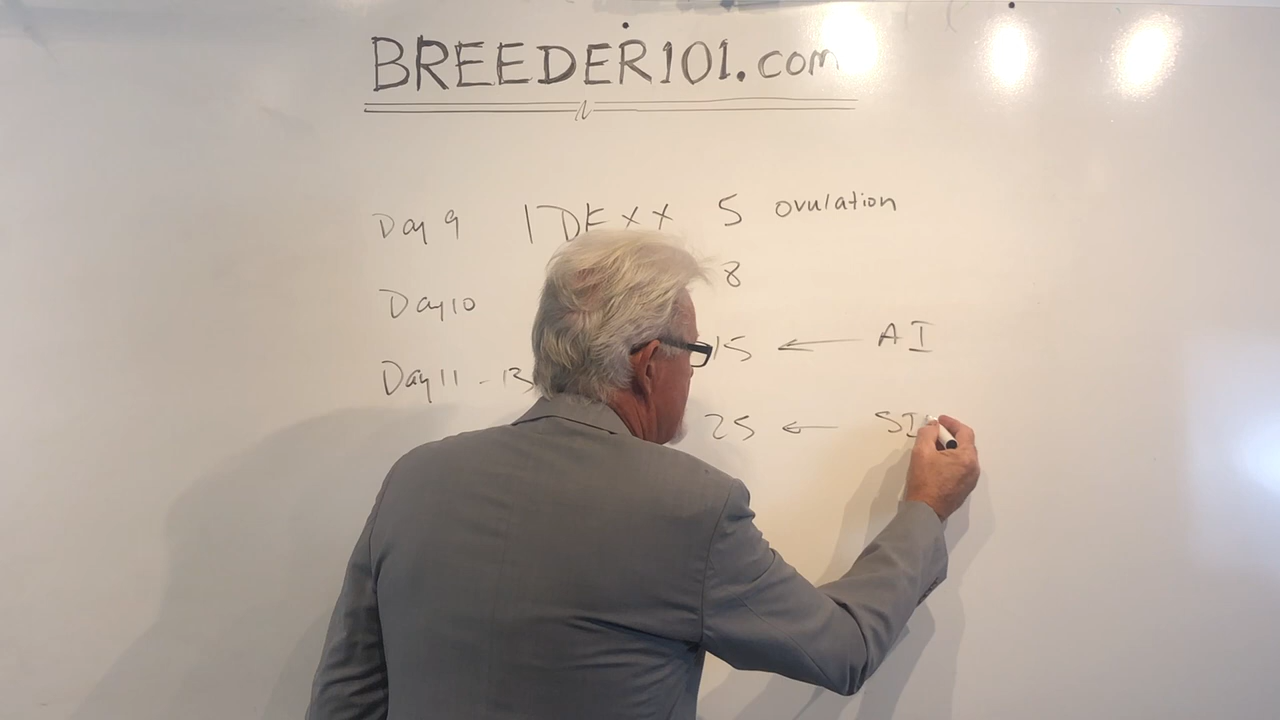 BREEDER101.com
Day 9 IDEXX 5 ovulation
Day 10 8
Day 11 - 13 15 ← AI
25 ← SI